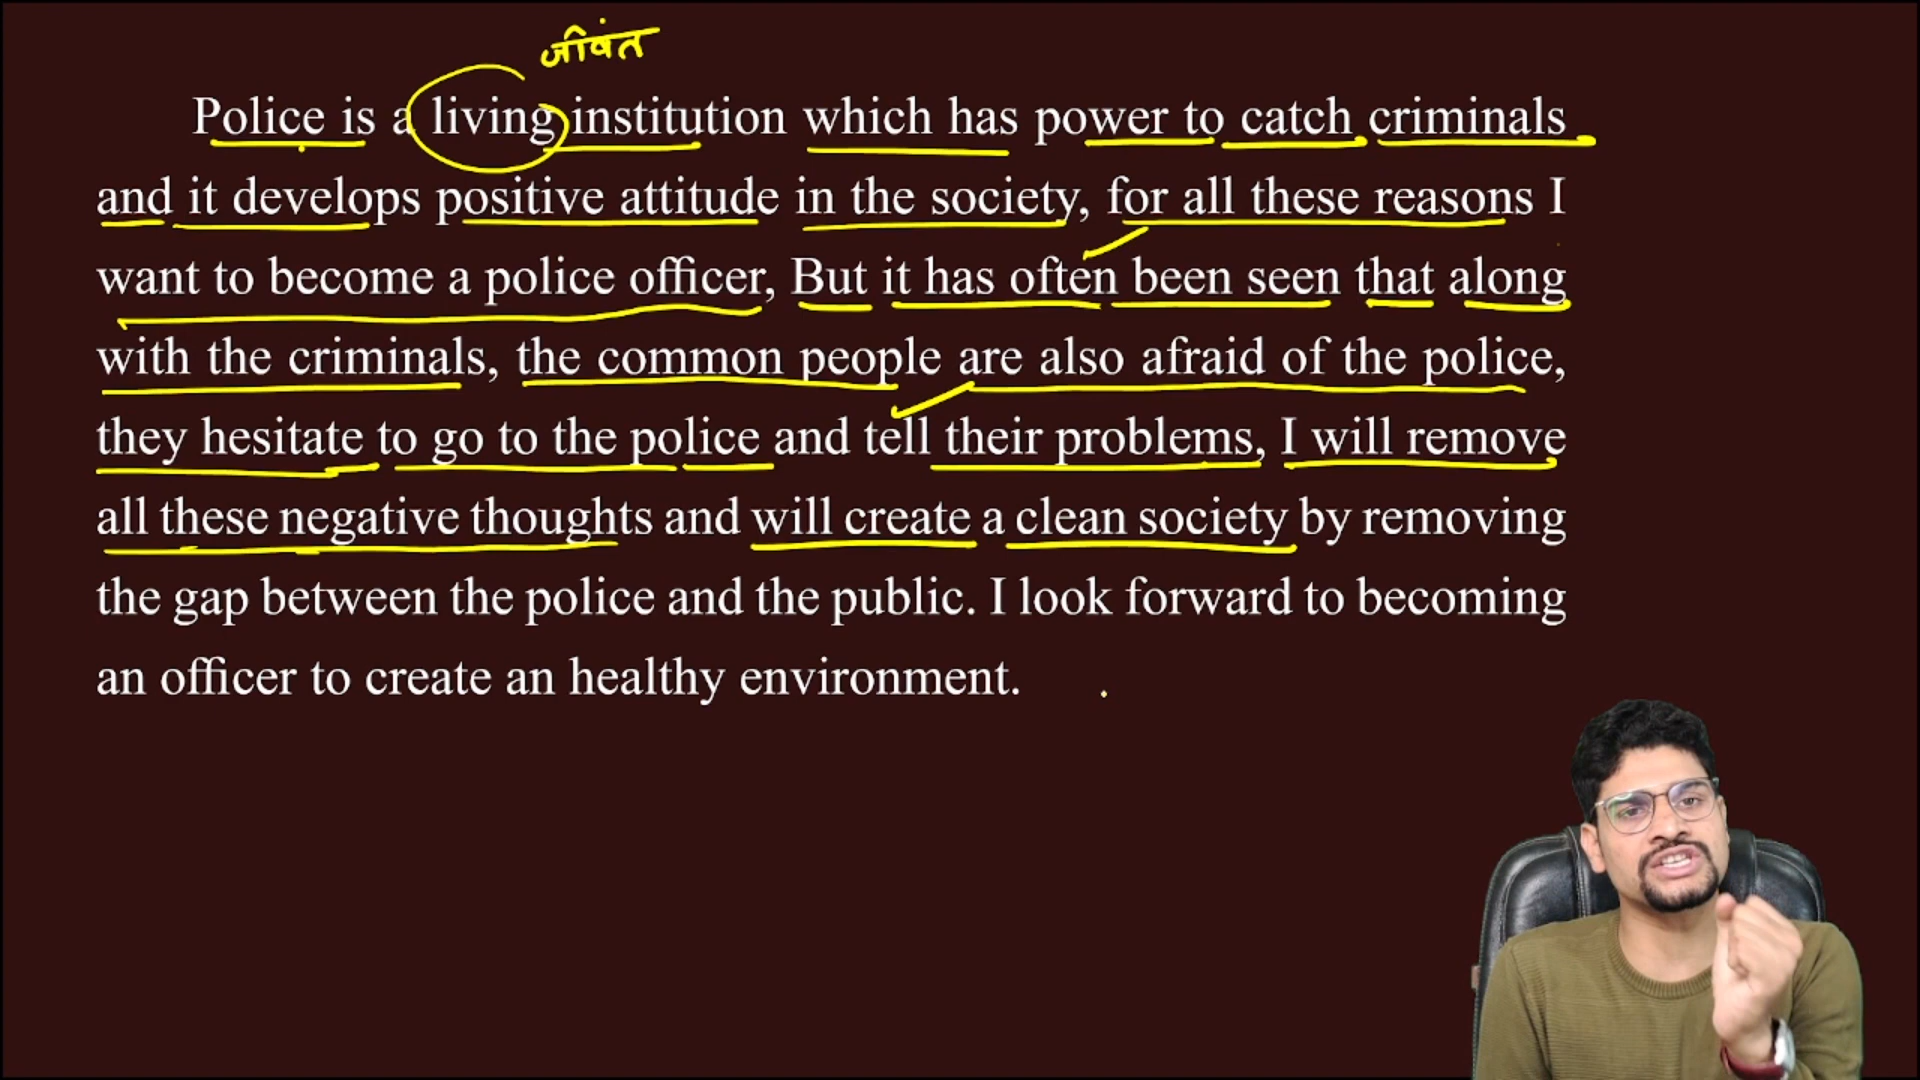 जीवंत
Police is a living institution which has power to catch criminals
and it develops positive attitude in the society, for all these reasons I
want to become a police officer, But it has often been seen that along
with the criminals, the common people are also afraid of the police,
they hesitate to go to the police and tell their problems, I will remove
all these negative thoughts and will create a clean society by removing
the gap between the police and the public. I look forward to becoming
an officer to create an healthy environment.